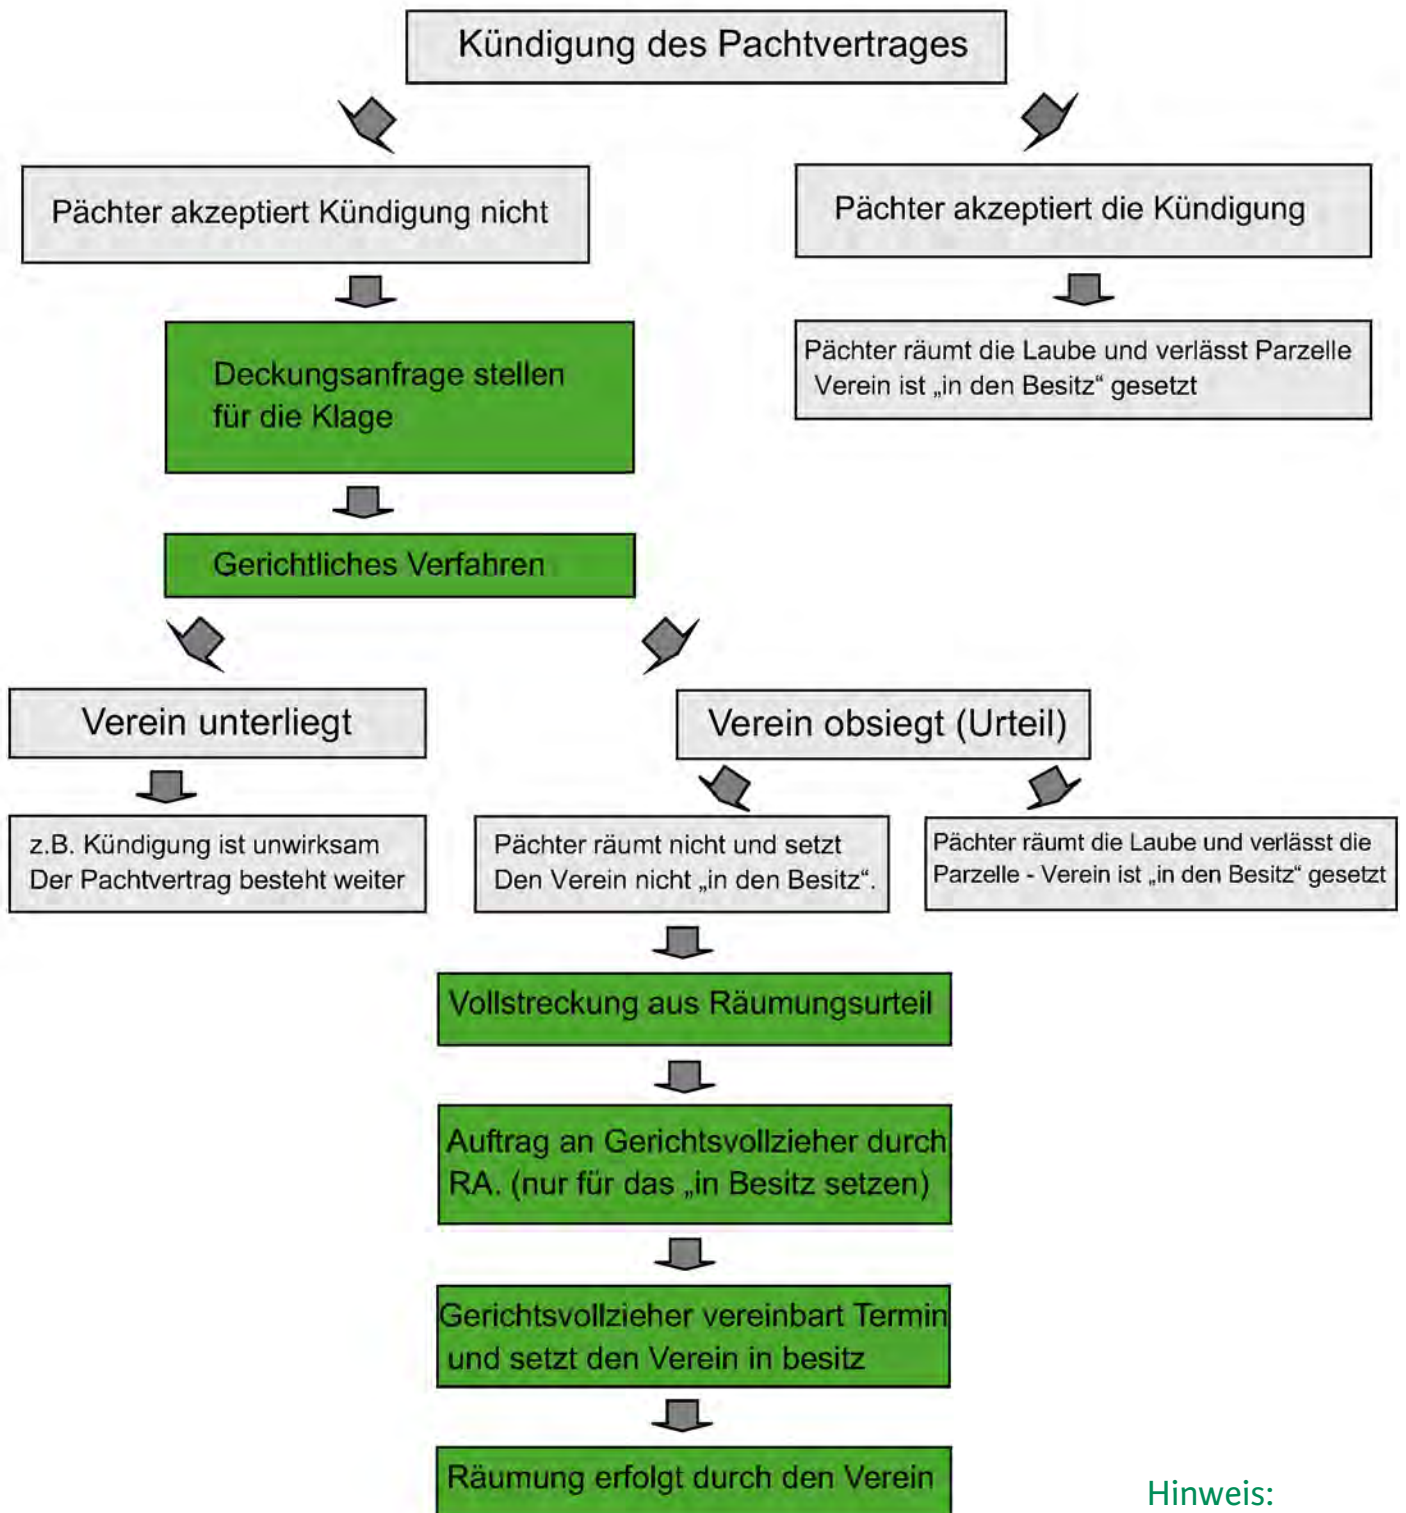 Kündigung des Pachtvertrages
Pächter akzeptiert Kündigung nicht
Pächter akzeptiert die Kündigung
Deckungsanfrage stellen
für die Klage
Pächter räumt die Laube und verlässt Parzelle
Verein ist „in den Besitz“ gesetzt
Gerichtliches Verfahren
Verein unterliegt
Verein obsiegt (Urteil)
z.B. Kündigung ist unwirksam
Der Pachtvertrag besteht weiter
Pächter räumt nicht und setzt
Den Verein nicht „in den Besitz“.
Pächter räumt die Laube und verlässt die
Parzelle - Verein ist „in den Besitz“ gesetzt
Vollstreckung aus Räumungsurteil
Auftrag an Gerichtsvollzieher durch
RA. (nur für das „in Besitz setzen)
Gerichtsvollzieher vereinbart Termin
und setzt den Verein in besitz
Räumung erfolgt durch den Verein
Hinweis: